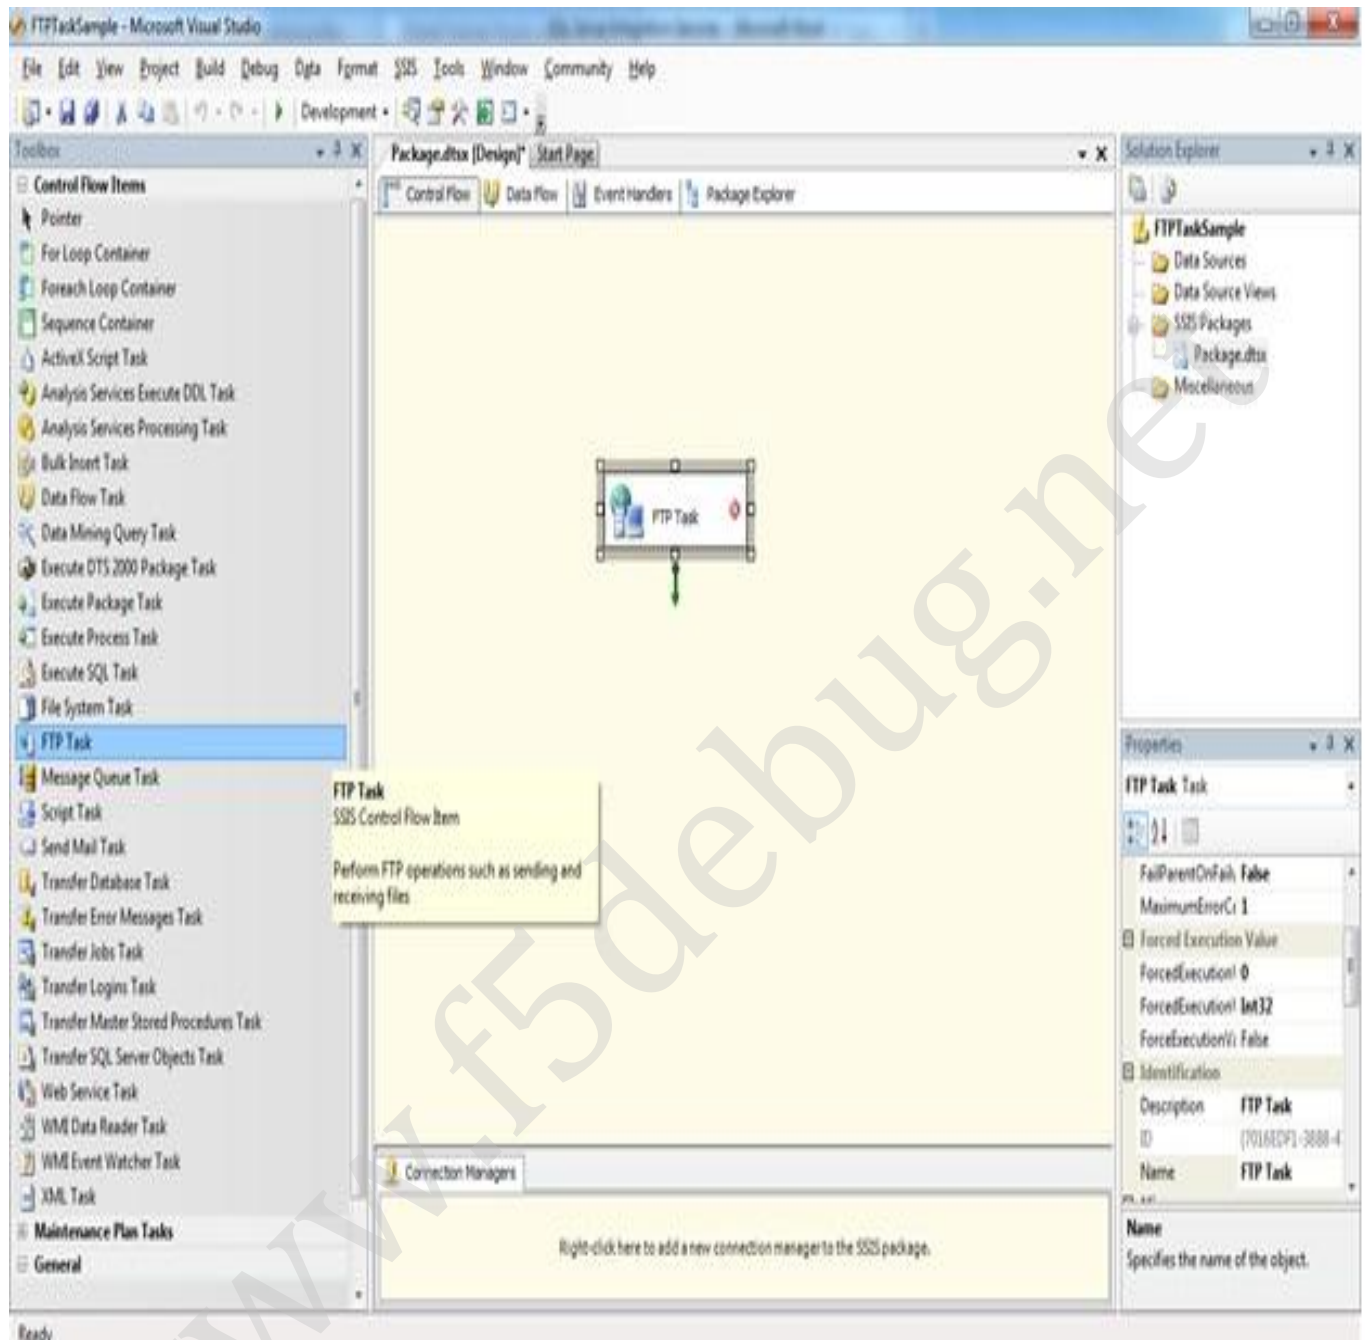 FTPTaskSample - Microsoft Visual Studio
File Edit View Project Build Debug Data Format SSIS Tools Window Community Help
Development
Toolbox
Control Flow Items
Pointer
For Loop Container
Foreach Loop Container
Sequence Container
ActiveX Script Task
Analysis Services Execute DDL Task
Analysis Services Processing Task
Bulk Insert Task
Data Flow Task
Data Mining Query Task
Execute DTS 2000 Package Task
Execute Package Task
Execute Process Task
Execute SQL Task
File System Task
FTP Task
Message Queue Task
Script Task
Send Mail Task
Transfer Database Task
Transfer Error Messages Task
Transfer Jobs Task
Transfer Logins Task
Transfer Master Stored Procedures Task
Transfer SQL Server Objects Task
Web Service Task
WMI Data Reader Task
WMI Event Watcher Task
XML Task
Maintenance Plan Tasks
General
Package.dtsx [Design]* Start Page
Control Flow Data Flow Event Handlers Package Explorer
FTP Task
FTP Task
SSIS Control Flow Item
Perform FTP operations such as sending and
receiving files
Connection Managers
Right-click here to add a new connection manager to the SSIS package.
Solution Explorer
FTPTaskSample
Data Sources
Data Source Views
SSIS Packages
Package.dtsx
Miscellaneous
Properties
FTP Task Task
FailParentOnFail False
MaximumErrorC 1
Forced Execution Value
ForcedExecution 0
ForcedExecution Int32
ForceExecutionV False
Identification
Description FTP Task
ID {7016EDF1-3888-4
Name FTP Task
Name
Specifies the name of the object.
Ready
www.f5debug.net